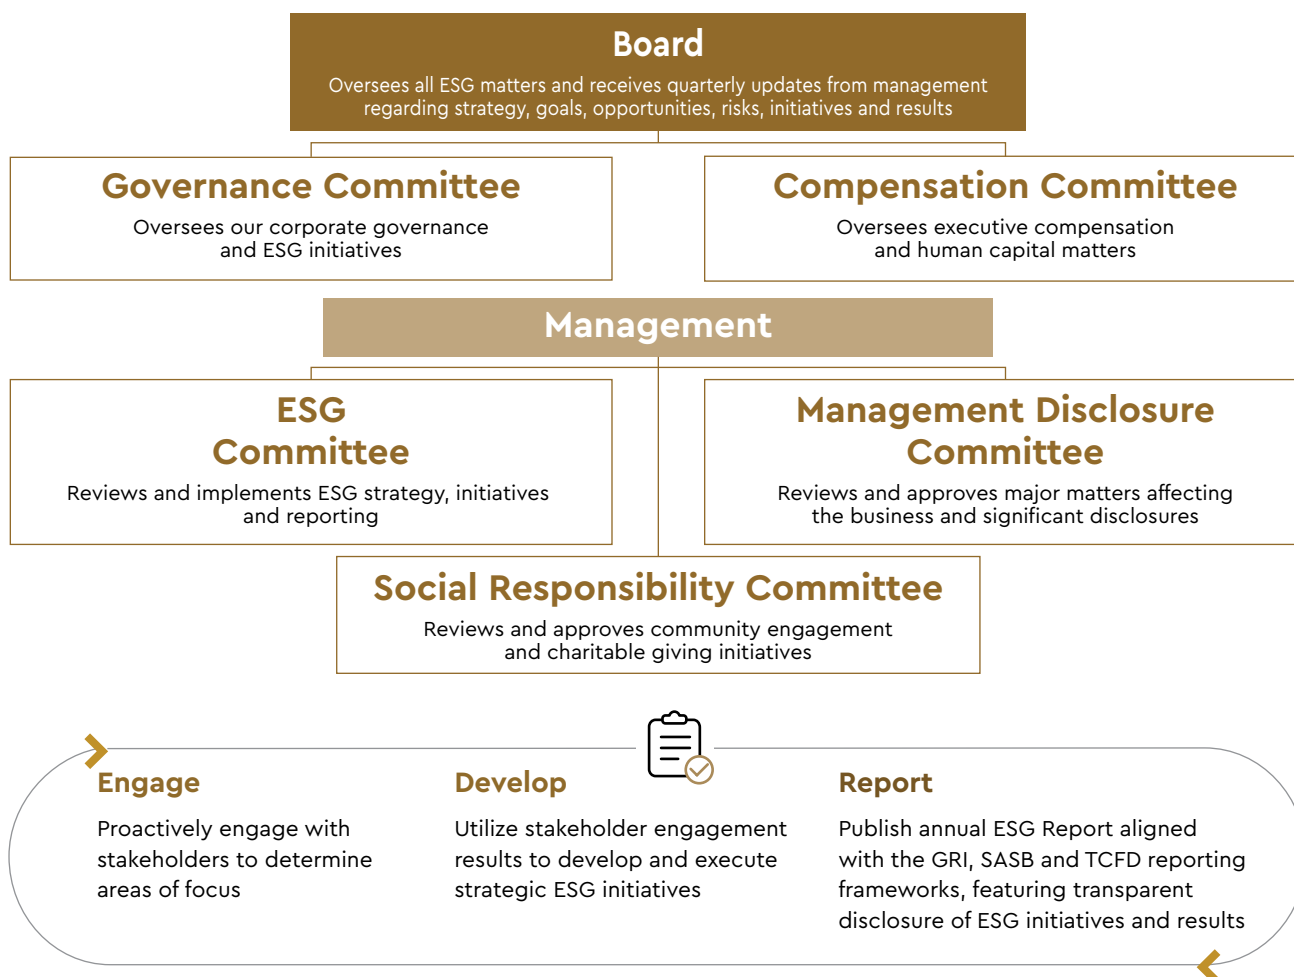 Board
Oversees all ESG matters and receives quarterly updates from management
regarding strategy, goals, opportunities, risks, initiatives and results
Governance Committee
Oversees our corporate governance
and ESG initiatives
Compensation Committee
Oversees executive compensation
and human capital matters
Management
ESG
Committee
Reviews and implements ESG strategy, initiatives
and reporting
Management Disclosure
Committee
Reviews and approves major matters affecting
the business and significant disclosures
Social Responsibility Committee
Reviews and approves community engagement
and charitable giving initiatives
Engage
Proactively engage with
stakeholders to determine
areas of focus
Develop
Utilize stakeholder engagement
results to develop and execute
strategic ESG initiatives
Report
Publish annual ESG Report aligned
with the GRI, SASB and TCFD reporting
frameworks, featuring transparent
disclosure of ESG initiatives and results